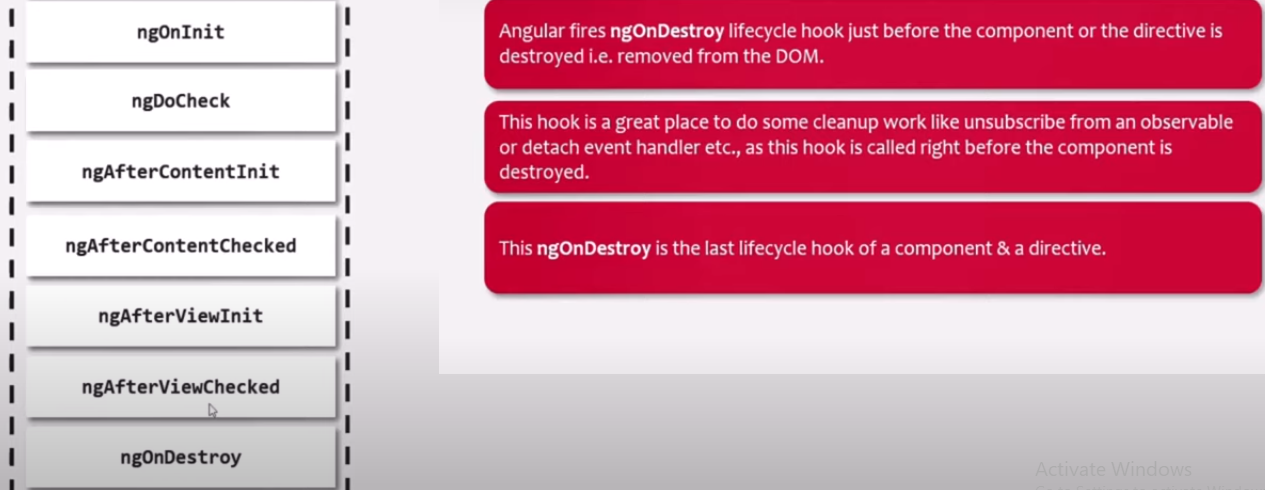 ngOnInit
ngDoCheck
ngAfterContentInit
ngAfterContentChecked
ngAfterViewInit
ngAfterViewChecked
ngOnDestroy
Angular fires ngOnDestroy lifecycle hook just before the component or the directive is
destroyed i.e. removed from the DOM.
This hook is a great place to do some cleanup work like unsubscribe from an observable
or detach event handler etc., as this hook is called right before the component is
destroyed.
This ngOnDestroy is the last lifecycle hook of a component & a directive.
Activate Windows